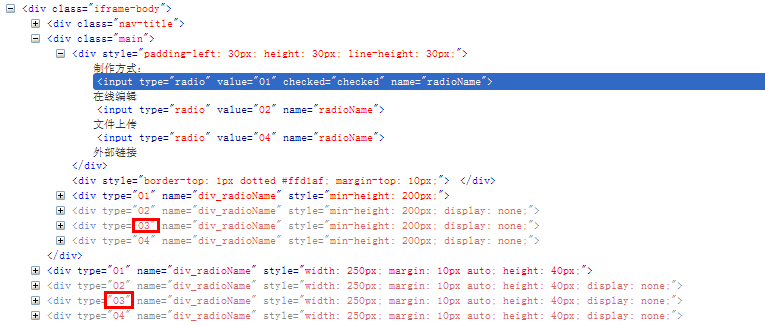 <div class="iframe-body">
<div class="nav-title">
<div class="main">
<div style="padding-left: 30px; height: 30px; line-height: 30px;">
制作方式:
<input type="radio" value="01" checked="checked" name="radioName">
在线编辑
<input type="radio" value="02" name="radioName">
文件上传
<input type="radio" value="04" name="radioName">
外部链接
</div>
<div style="border-top: 1px dotted #ffd1af; margin-top: 10px;"> </div>
<div type="01" name="div_radioName" style="min-height: 200px;">
<div type="02" name="div_radioName" style="min-height: 200px; display: none;">
<div type="03" name="div_radioName" style="min-height: 200px; display: none;">
<div type="04" name="div_radioName" style="min-height: 200px; display: none;">
</div>
<div type="01" name="div_radioName" style="width: 250px; margin: 10px auto; height: 40px;">
<div type="02" name="div_radioName" style="width: 250px; margin: 10px auto; height: 40px; display: none;">
<div type="03" name="div_radioName" style="width: 250px; margin: 10px auto; height: 40px; display: none;">
<div type="04" name="div_radioName" style="width: 250px; margin: 10px auto; height: 40px; display: none;">